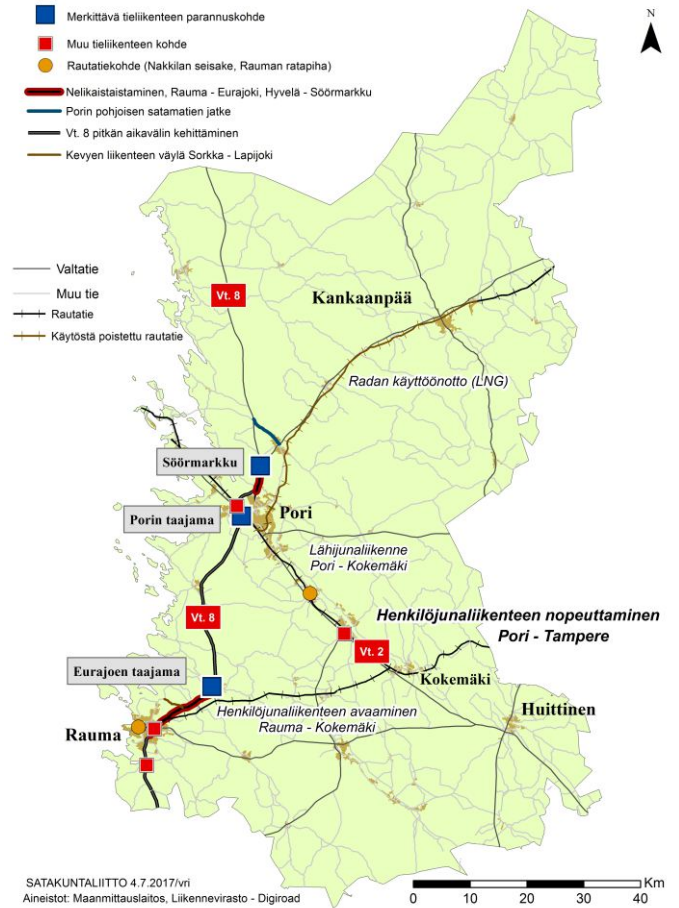 Merkittävä tieliikenteen parannuskohde
N
Muu tieliikenteen kohde
Rautatiekohde (Nakkilan seisake, Rauman ratapiha)
Nelikaistaistaminen, Rauma - Eurajoki, Hyvelä - Söörmarkku
Porin pohjoisen satamatien jatke
Vt. 8 pitkän aikavälin kehittäminen
Kevyen liikenteen väylä Sorkka - Lapijoki
Valtatie
Muu tie
Rautatie
Käytöstä poistettu rautatie
Vt. 8
Kankaanpää
Radan käyttöönotto (LNG)
Söörmarkku
Porin taajama
Pori
Lähijunaliikenne
Pori - Kokemäki
Henkilöjunaliikenteen nopeuttaminen
Pori - Tampere
Vt. 8
Vt. 2
Eurajoen taajama
Kokemäki
Henkilöjunaliikenteen avaaminen
Rauma - Kokemäki
Huittinen
Rauma
SATAKUNTALIITTO 4.7.2017/vri
Aineistot: Maanmittauslaitos, Liikennevirasto - Digiroad
Km
0 10 20 30 40